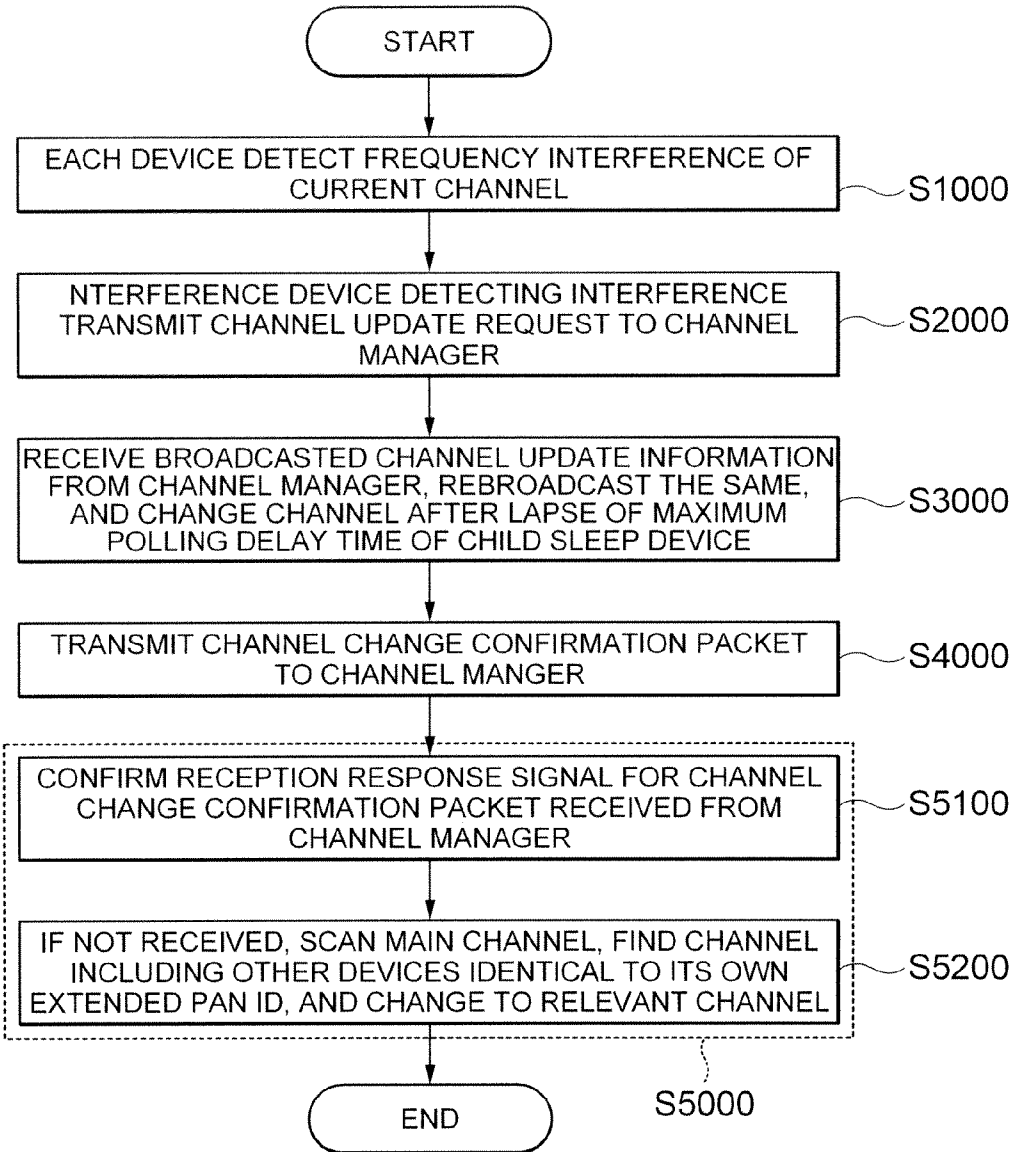 START
EACH DEVICE DETECT FREQUENCY INTERFERENCE OF
CURRENT CHANNEL
S1000
NTERFERENCE DEVICE DETECTING INTERFERENCE
TRANSMIT CHANNEL UPDATE REQUEST TO CHANNEL
MANAGER
S2000
RECEIVE BROADCASTED CHANNEL UPDATE INFORMATION
FROM CHANNEL MANAGER, REBROADCAST THE SAME,
AND CHANGE CHANNEL AFTER LAPSE OF MAXIMUM
POLLING DELAY TIME OF CHILD SLEEP DEVICE
S3000
TRANSMIT CHANNEL CHANGE CONFIRMATION PACKET
TO CHANNEL MANGER
S4000
CONFIRM RECEPTION RESPONSE SIGNAL FOR CHANNEL
CHANGE CONFIRMATION PACKET RECEIVED FROM
CHANNEL MANAGER
S5100
IF NOT RECEIVED, SCAN MAIN CHANNEL, FIND CHANNEL
INCLUDING OTHER DEVICES IDENTICAL TO ITS OWN
EXTENDED PAN ID, AND CHANGE TO RELEVANT CHANNEL
S5200
S5000
END